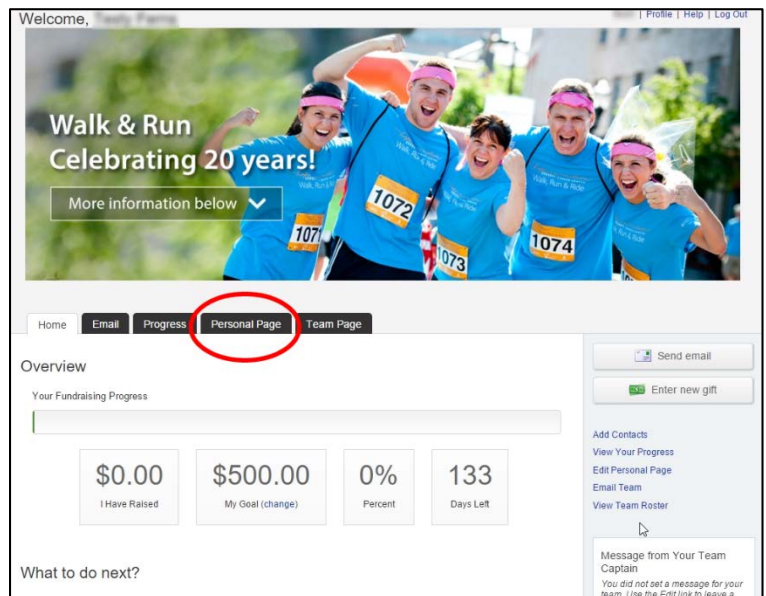 Welcome,
| Profile | Help | Log Out
Walk & Run
Celebrating 20 years!
More information below
1071
1072
1073
1074
Walk, Run & Ride
Home
Email
Progress
Personal Page
Team Page
Overview
Your Fundraising Progress
$0.00
I Have Raised
$500.00
My Goal (change)
0%
Percent
133
Days Left
What to do next?
Send email
Enter new gift
Add Contacts
View Your Progress
Edit Personal Page
Email Team
View Team Roster
Message from Your Team
Captain
You did not set a message for your
team. Use the Edit link to leave a